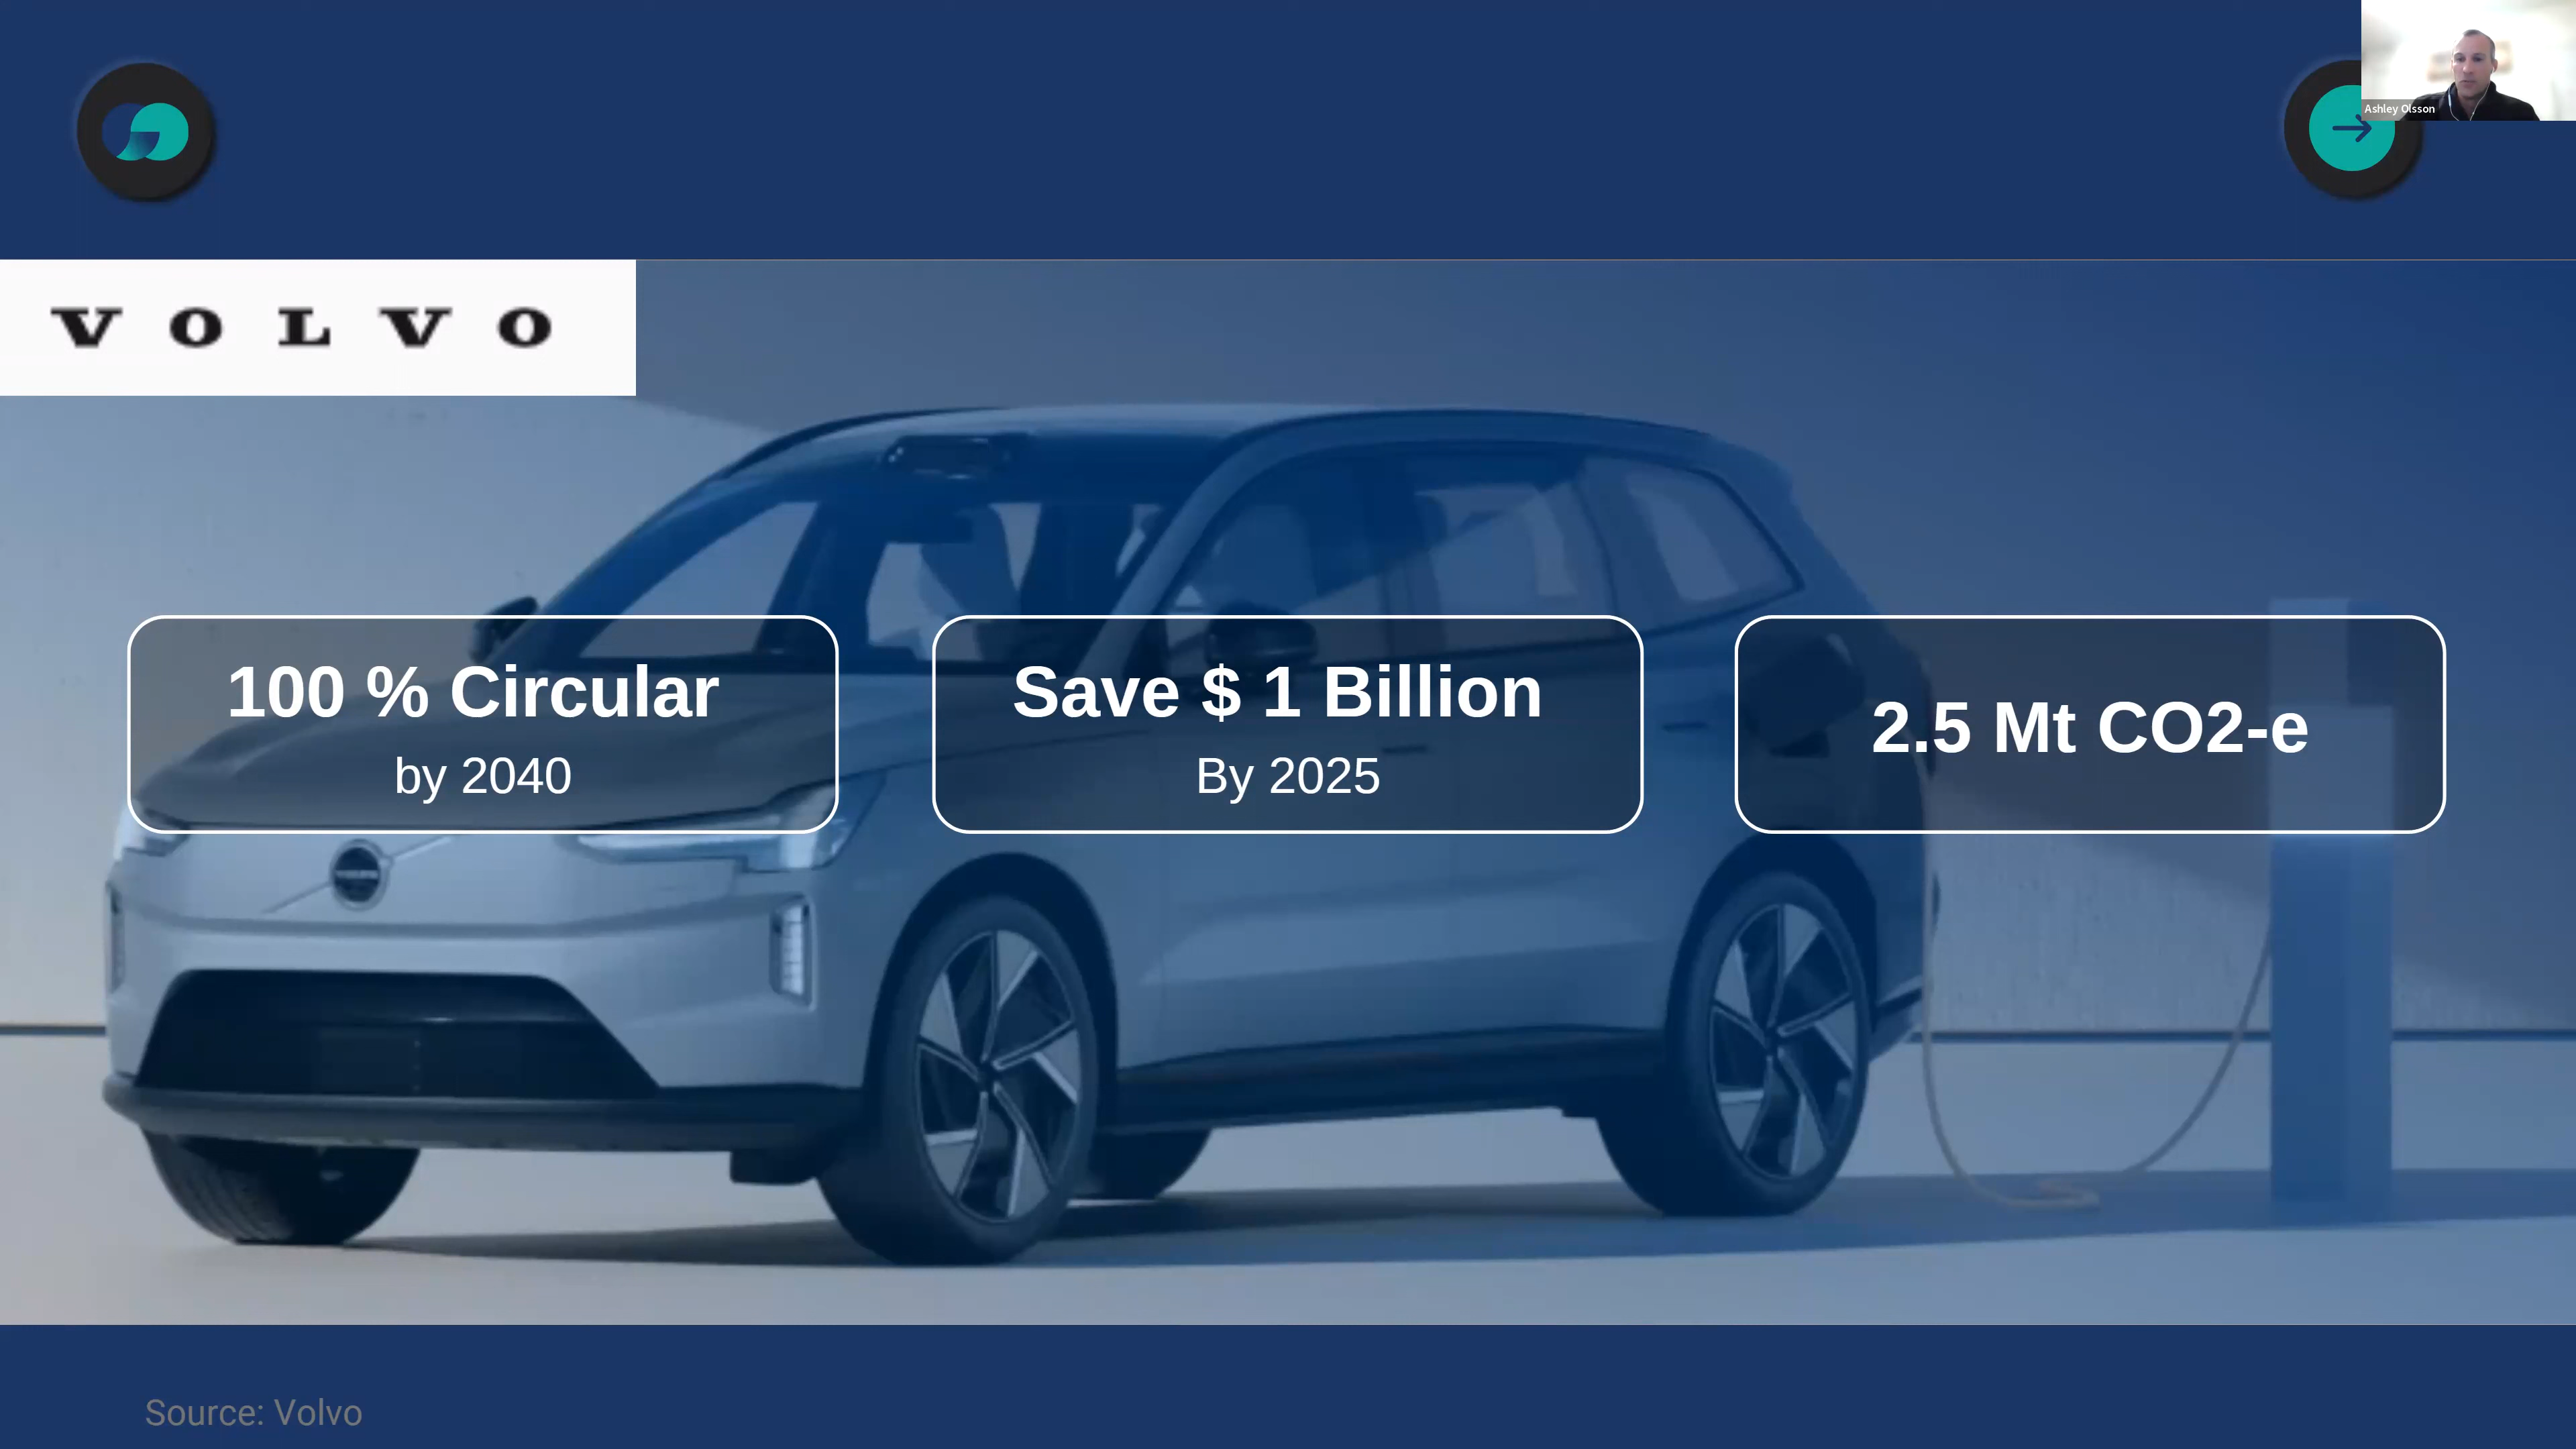 Ashley Olsson
VOLVO
100 % Circular
by 2040
Save $ 1 Billion
By 2025
2.5 Mt CO2-e
Source: Volvo